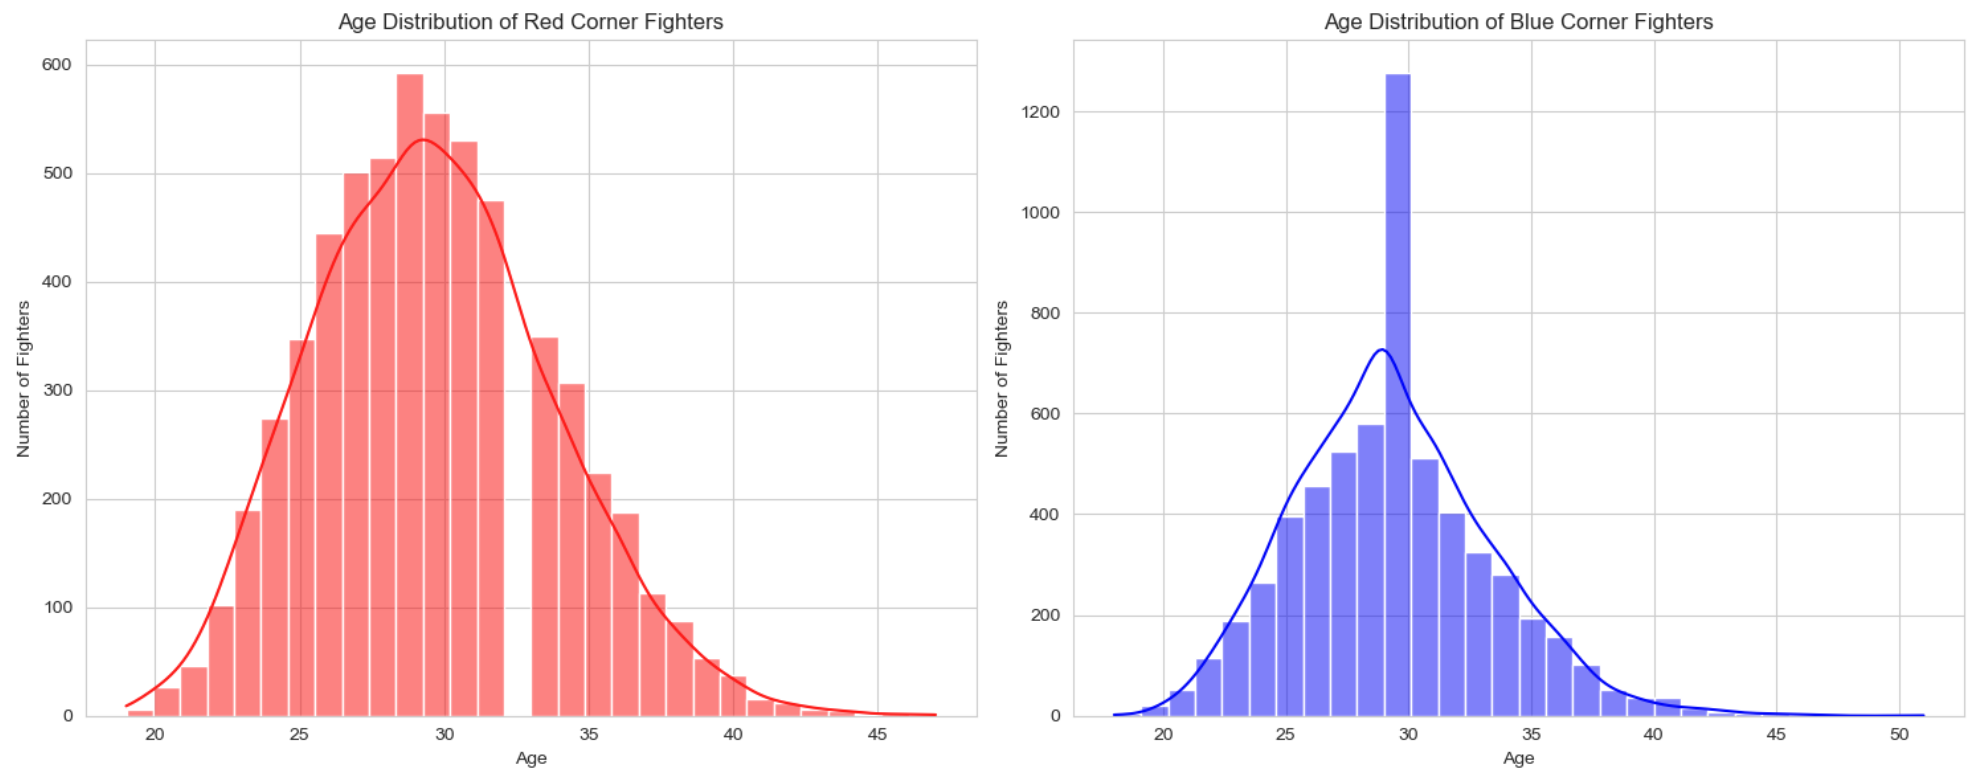 Age Distribution of Red Corner Fighters
Number of Fighters
600
500
400
300
200
100
0
20 25 30 35 40 45
Age
Age Distribution of Blue Corner Fighters
Number of Fighters
1200
1000
800
600
400
200
0
20 25 30 35 40 45 50
Age